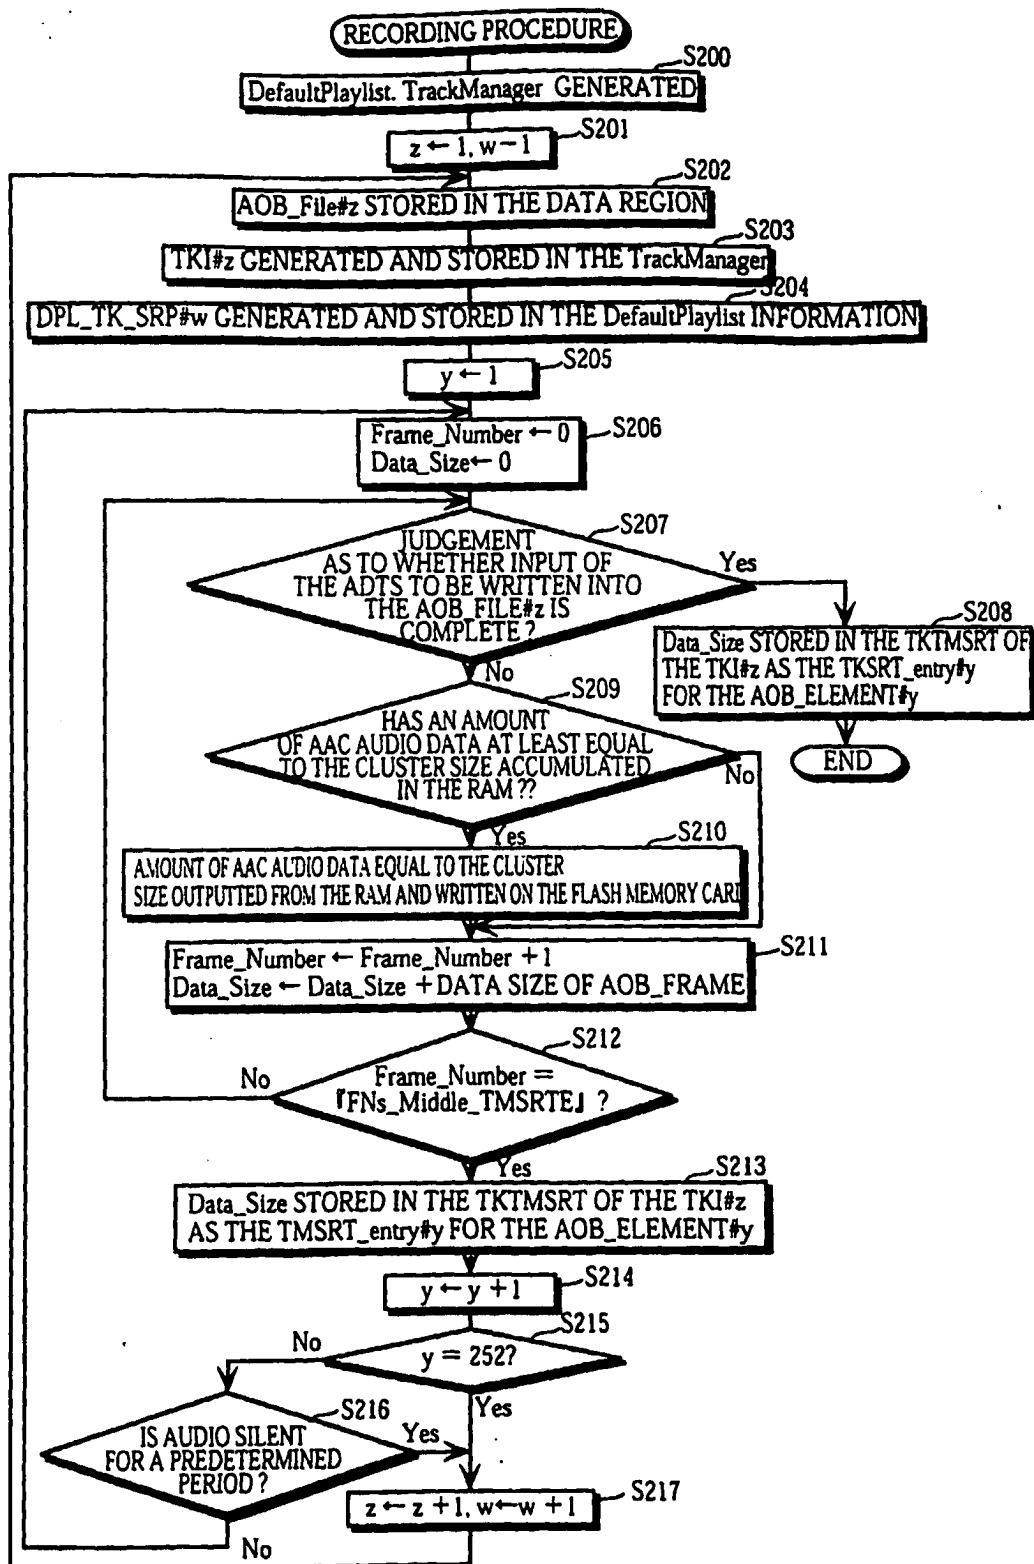 RECORDING PROCEDURE
S200
DefaultPlaylist. TrackManager GENERATED
S201
z ← 1, w−1
S202
AOB_File#z STORED IN THE DATA REGION
S203
TKI#z GENERATED AND STORED IN THE TrackManager
S204
DPL_TK_SRP#w GENERATED AND STORED IN THE DefaultPlaylist INFORMATION
S205
y ← 1
S206
Frame_Number ← 0
Data_Size← 0
S207
JUDGEMENT
AS TO WHETHER INPUT OF
THE ADTS TO BE WRITTEN INTO
THE AOB_FILE#z IS
COMPLETE ?
Yes
No
S208
Data_Size STORED IN THE TKTMSRT OF
THE TKI#z AS THE TKSRT_entry#y
FOR THE AOB_ELEMENT#y
END
S209
HAS AN AMOUNT
OF AAC AUDIO DATA AT LEAST EQUAL
TO THE CLUSTER SIZE ACCUMULATED
IN THE RAM ??
No
Yes
S210
AMOUNT OF AAC AUDIO DATA EQUAL TO THE CLUSTER
SIZE OUTPUTTED FROM THE RAM AND WRITTEN ON THE FLASH MEMORY CARD
S211
Frame_Number ← Frame_Number +1
Data_Size ← Data_Size +DATA SIZE OF AOB_FRAME
S212
Frame_Number =
『FNs_Middle_TMSRTE』 ?
No
Yes
S213
Data_Size STORED IN THE TKTMSRT OF THE TKI#z
AS THE TMSRT_entry#y FOR THE AOB_ELEMENT#y
S214
y ← y +1
S215
y = 252?
No
Yes
S216
IS AUDIO SILENT
FOR A PREDETERMINED
PERIOD ?
Yes
No
S217
z ← z +1, w←w +1